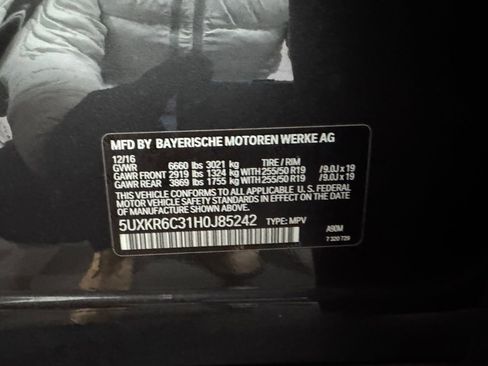 MFD BY BAYERISCHE MOTOREN WERKE AG
12/16
GVWR 6660 lbs 3021 kg TIRE / RIM
GAWR FRONT 2919 lbs 1324 kg WITH 255/50 R19 /9.0J x 19
GAWR REAR 3869 lbs 1755 kg WITH 255/50 R19 /9.0J x 19
THIS VEHICLE CONFORMS TO ALL APPLICABLE U. S. FEDERAL
MOTOR VEHICLE SAFETY STANDARDS IN EFFECT ON THE DATE
OF MANUFACTURE SHOWN ABOVE.
5UXKR6C31H0J85242 TYPE: MPV
A90M
7 320 729